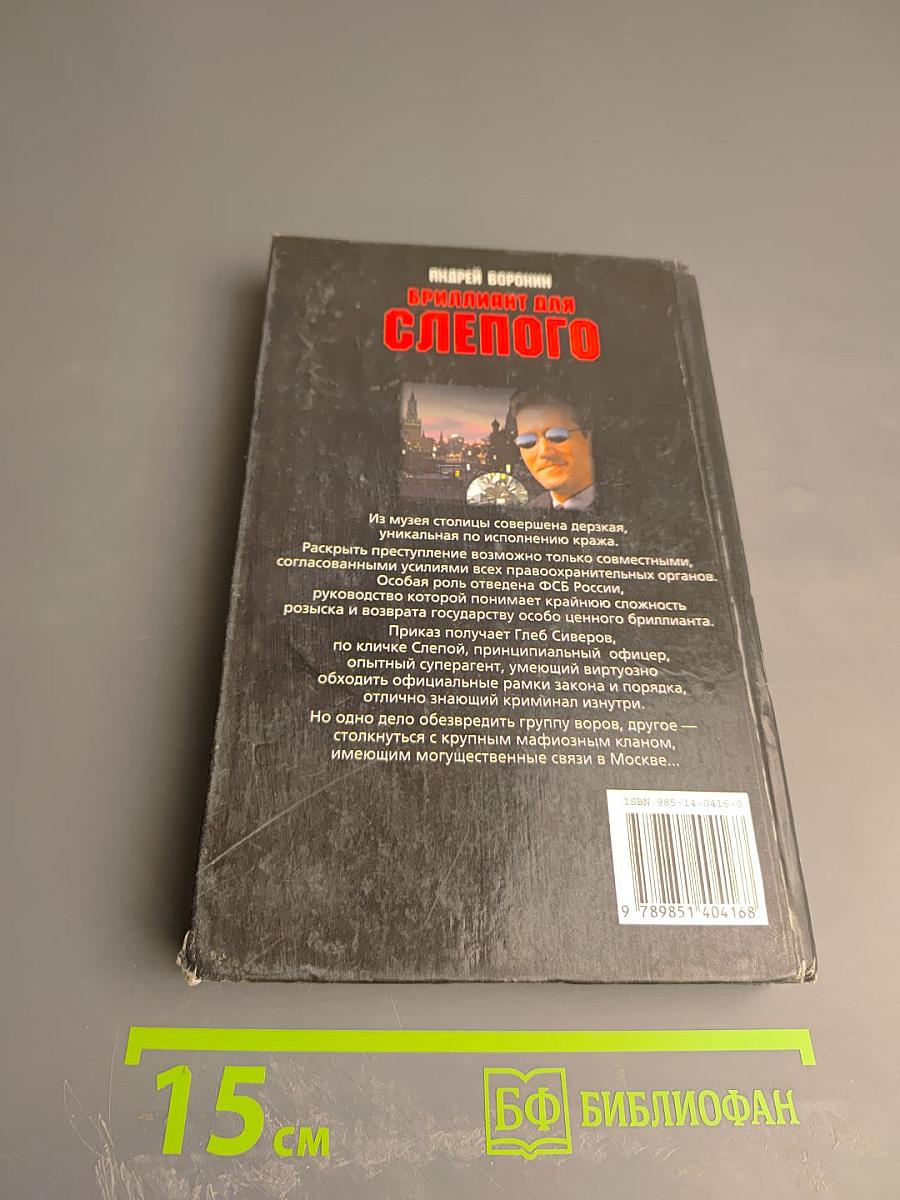 АНДРЕЙ ВОРОНИН
БРИЛЛИАНТ ДЛЯ
СЛЕПОГО
Из музея столицы совершена дерзкая,
уникальная по исполнению кража.
Раскрыть преступление возможно только совместными,
согласованными усилиями всех правоохранительных органов.
Особая роль отведена ФСБ России,
руководство которой понимает крайнюю сложность
розыска и возврата государству особо ценного бриллианта.
Приказ получает Глеб Сиверов,
по кличке Слепой, принципиальный офицер,
опытный суперагент, умеющий виртуозно
обходить официальные рамки закона и порядка,
отлично знающий криминал изнутри.
Но одно дело обезвредить группу воров, другое —
столкнуться с крупным мафиозным кланом,
имеющим могущественные связи в Москве...
ISBN 985-14-0416-0
9 789851 404168
15 см
БФ БИБЛИОФАН